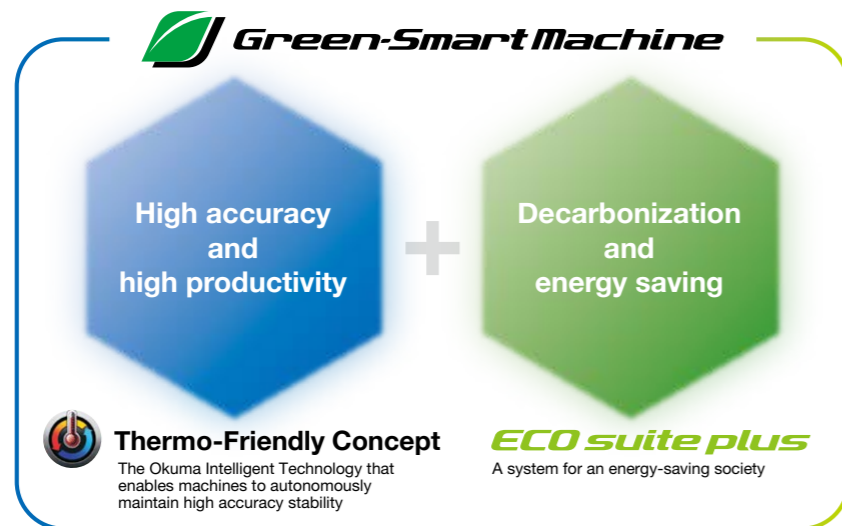 Green-Smart Machine
High accuracy
and
high productivity
+
Decarbonization
and
energy saving
Thermo-Friendly Concept
The Okuma Intelligent Technology that
enables machines to autonomously
maintain high accuracy stability
ECO suite plus
A system for an energy-saving society